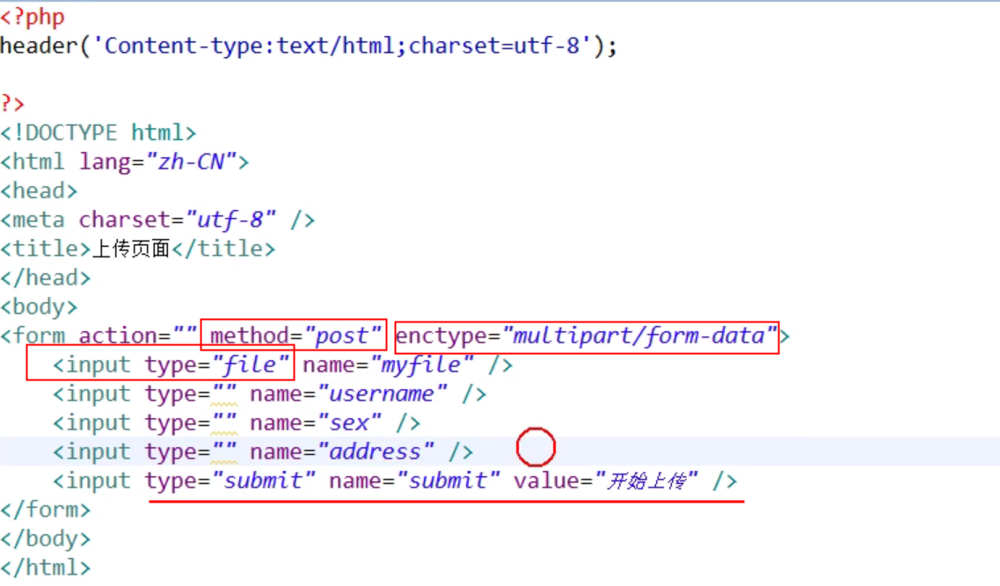 <?php
header('Content-type:text/html;charset=utf-8');
?>
<!DOCTYPE html>
<html lang="zh-CN">
<head>
<meta charset="utf-8" />
<title>上传页面</title>
</head>
<body>
<form action="" method="post" enctype="multipart/form-data">
<input type="file" name="myfile" />
<input type="" name="username" />
<input type="" name="sex" />
<input type="" name="address" />
<input type="submit" name="submit" value="开始上传" />
</form>
</body>
</html>